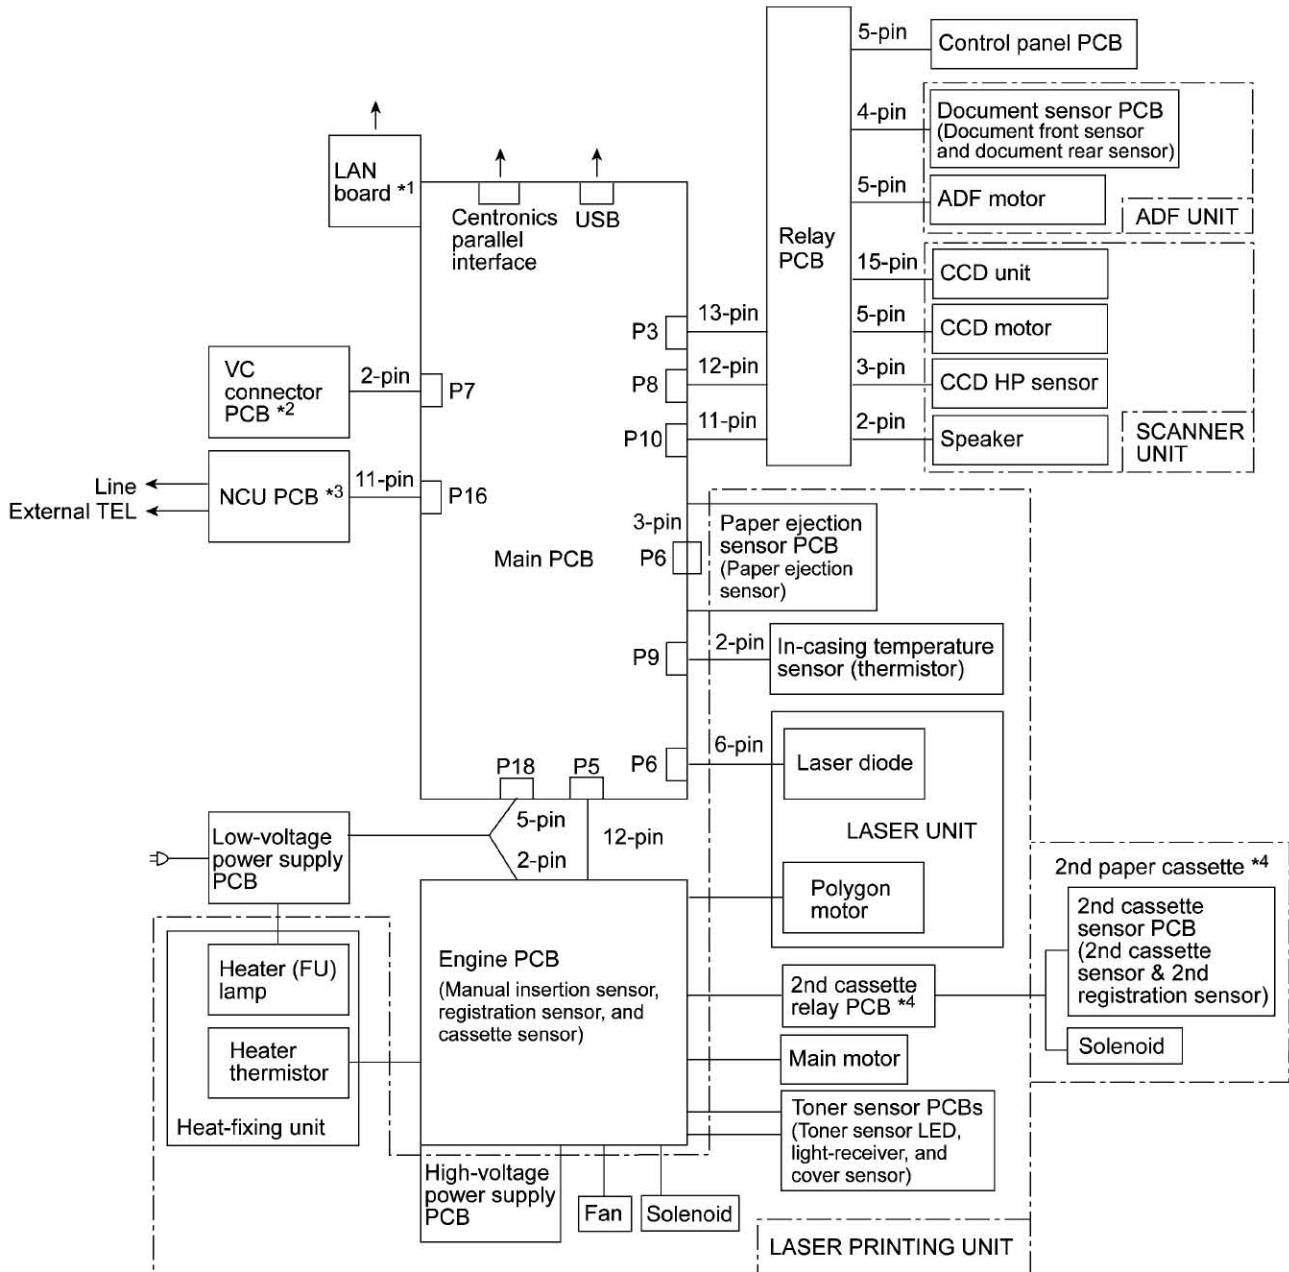 5-pin
Control panel PCB
4-pin
Document sensor PCB
(Document front sensor
and document rear sensor)
5-pin
ADF motor
ADF UNIT
Relay
PCB
15-pin
CCD unit
5-pin
CCD motor
3-pin
CCD HP sensor
2-pin
Speaker
SCANNER
UNIT
LAN
board *1
Centronics
parallel
interface
USB
P3
13-pin
P8
12-pin
P10
11-pin
VC
connector
PCB *2
2-pin
P7
Line
External TEL
NCU PCB *3
11-pin
P16
Main PCB
3-pin
P6
Paper ejection
sensor PCB
(Paper ejection
sensor)
P9
2-pin
In-casing temperature
sensor (thermistor)
P6
6-pin
Laser diode
LASER UNIT
Polygon
motor
P18
P5
5-pin
2-pin
12-pin
Low-voltage
power supply
PCB
Heater (FU)
lamp
Heater
thermistor
Heat-fixing unit
Engine PCB
(Manual insertion sensor,
registration sensor, and
cassette sensor)
2nd cassette
relay PCB *4
2nd paper cassette *4
2nd cassette
sensor PCB
(2nd cassette
sensor & 2nd
registration sensor)
Solenoid
Main motor
Toner sensor PCBs
(Toner sensor LED,
light-receiver, and
cover sensor)
High-voltage
power supply
PCB
Fan
Solenoid
LASER PRINTING UNIT